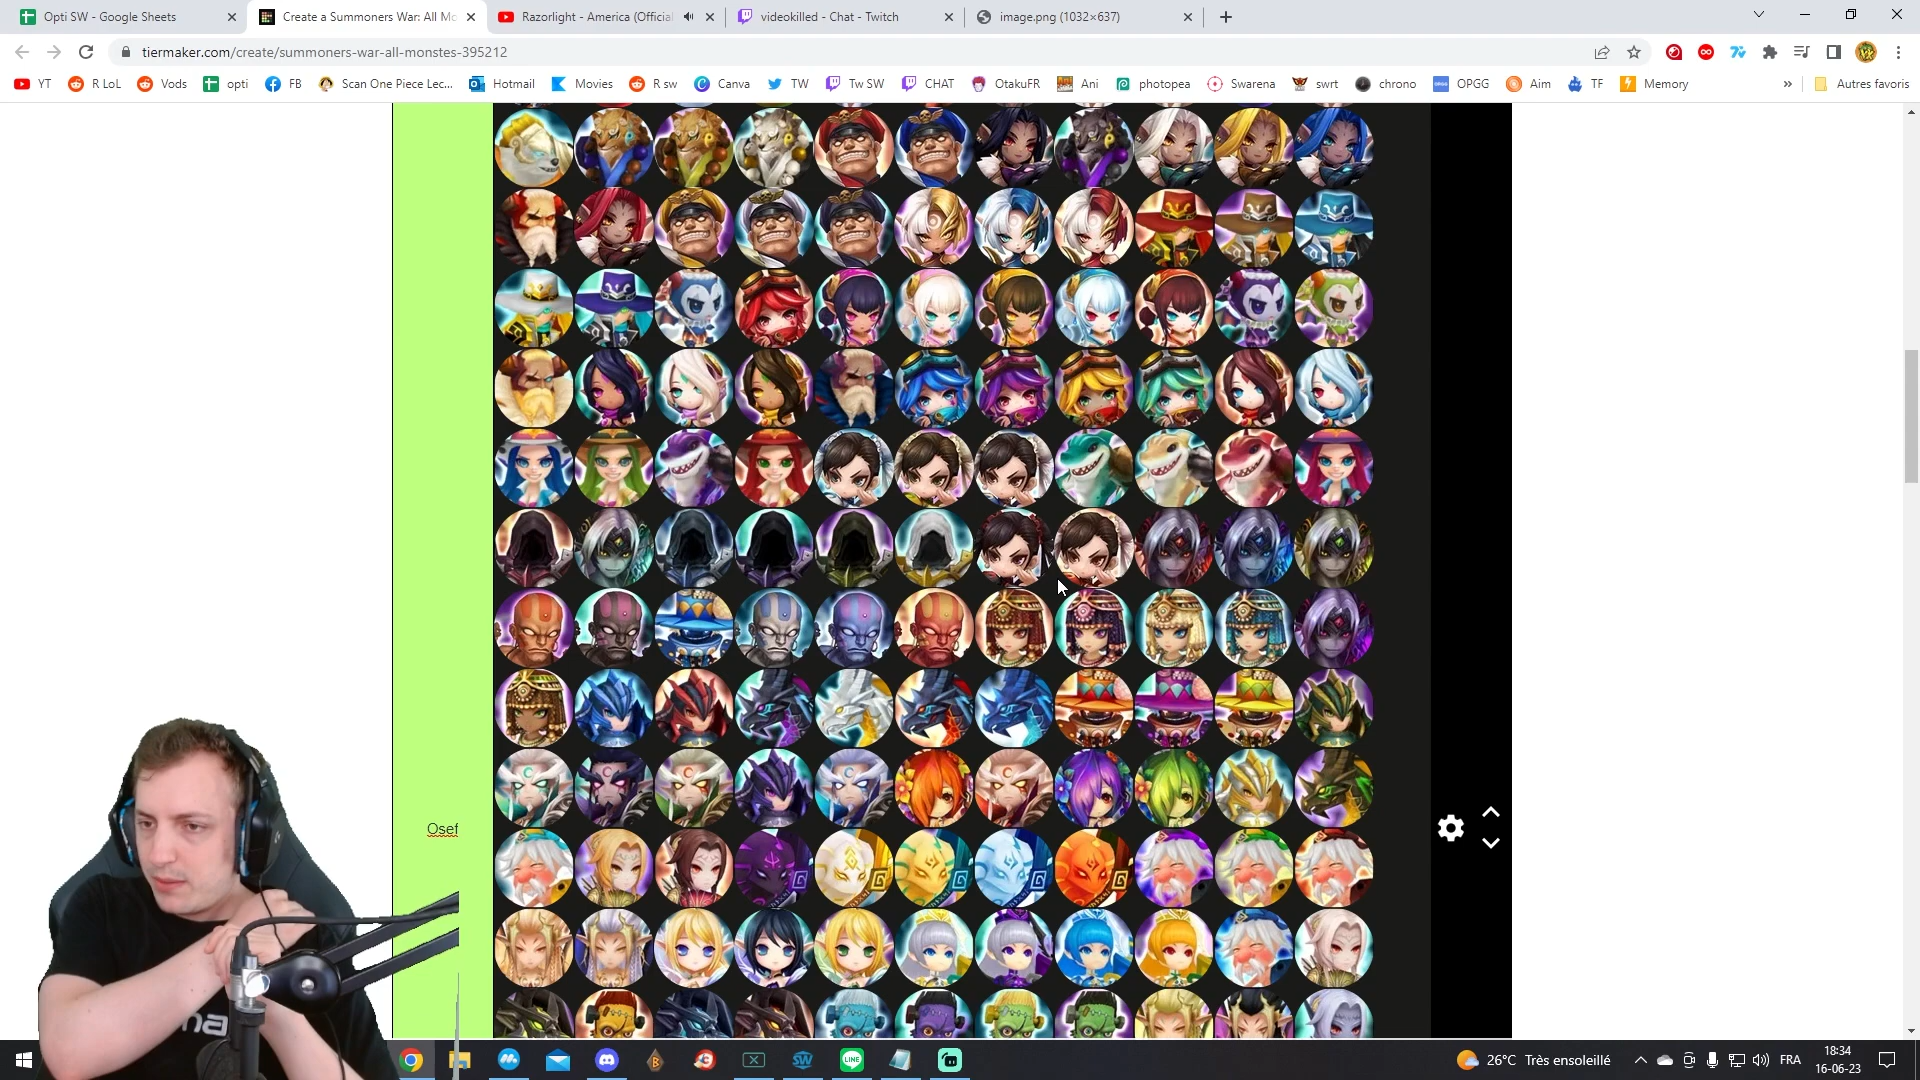 Opti SW - Google Sheets
Create a Summoners War: All Mo
Razorlight - America (Official
videokilled - Chat - Twitch
image.png (1032×637)
tiermaker.com/create/summoners-war-all-monstes-395212
YT
R LoL
Vods
opti
FB
Scan One Piece Lec...
Hotmail
Movies
R sw
Canva
TW
Tw SW
CHAT
OtakuFR
Ani
photopea
Swarena
swrt
chrono
OPGG
Aim
TF
Memory
»
Autres favoris
Osef
26°C Très ensoleillé
FRA
18:34
16-06-23